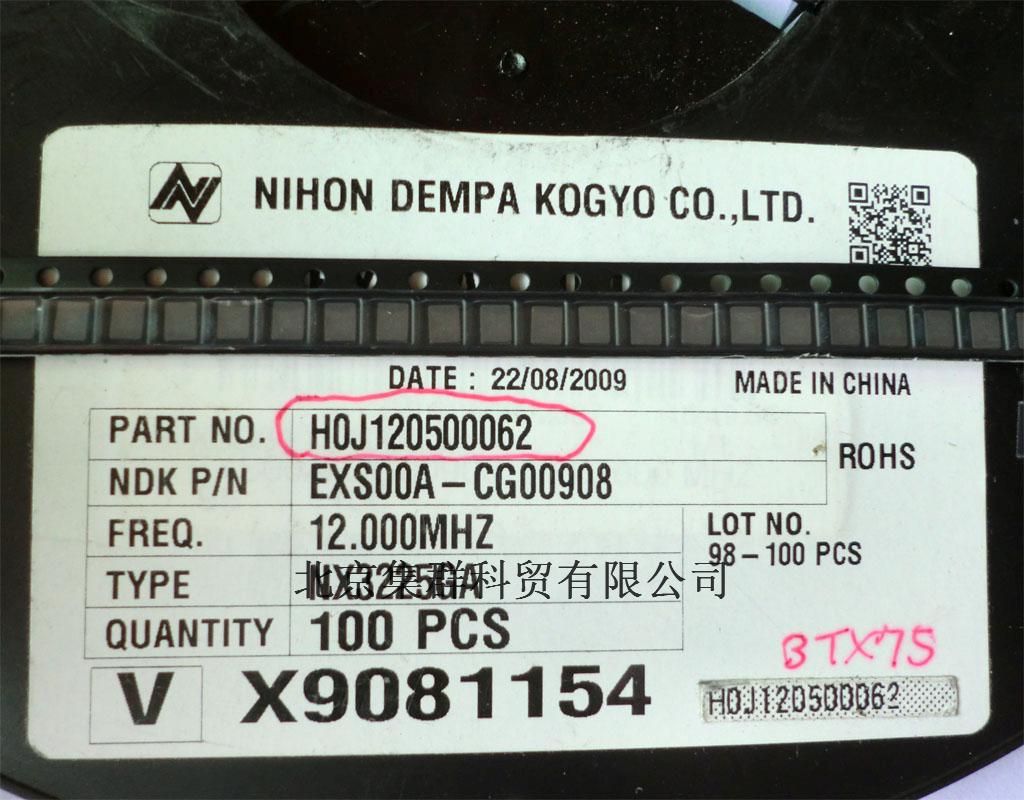 NIHON DEMPA KOGYO CO.,LTD.
DATE : 22/08/2009
MADE IN CHINA
PART NO. H0J120500062
ROHS
NDK P/N EXS00A-CG00908
FREQ. 12.000MHZ
LOT NO.
98-100 PCS
TYPE NX3225GA
北京集群科贸有限公司
QUANTITY 100 PCS
BTX75
V X9081154
H0J120500062